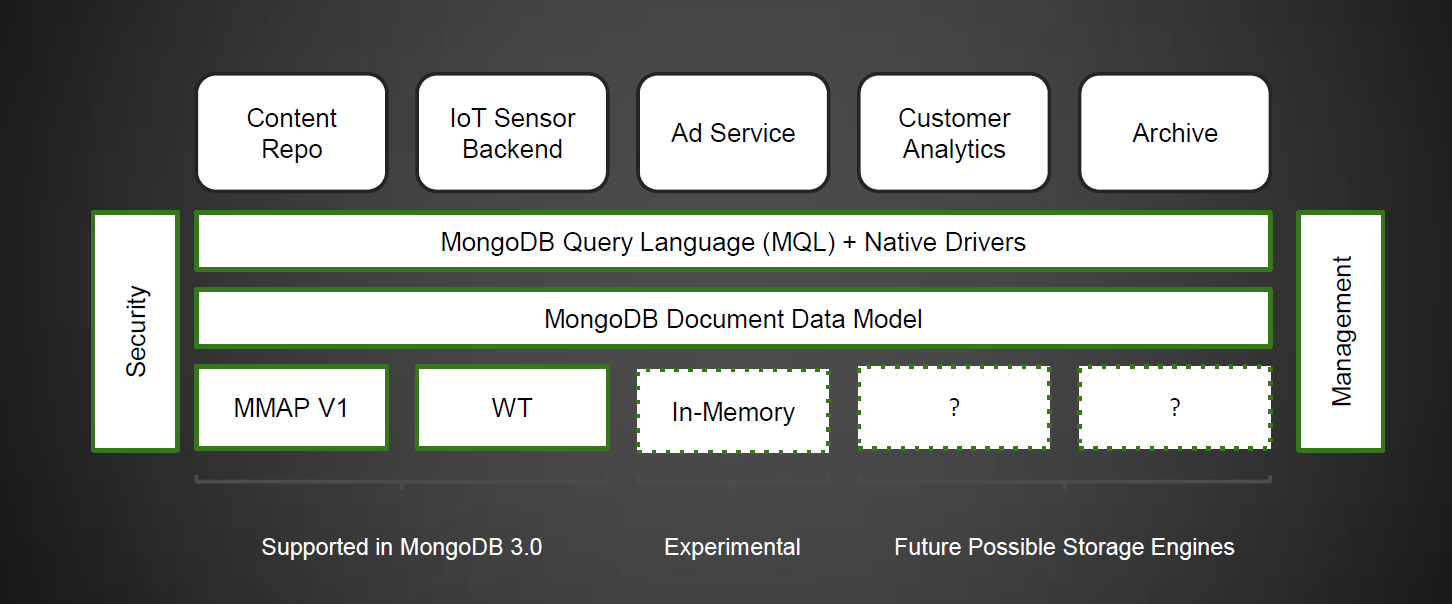 Content
Repo
IoT Sensor
Backend
Ad Service
Customer
Analytics
Archive
Security
MongoDB Query Language (MQL) + Native Drivers
MongoDB Document Data Model
Management
MMAP V1
WT
In-Memory
?
?
Supported in MongoDB 3.0
Experimental
Future Possible Storage Engines